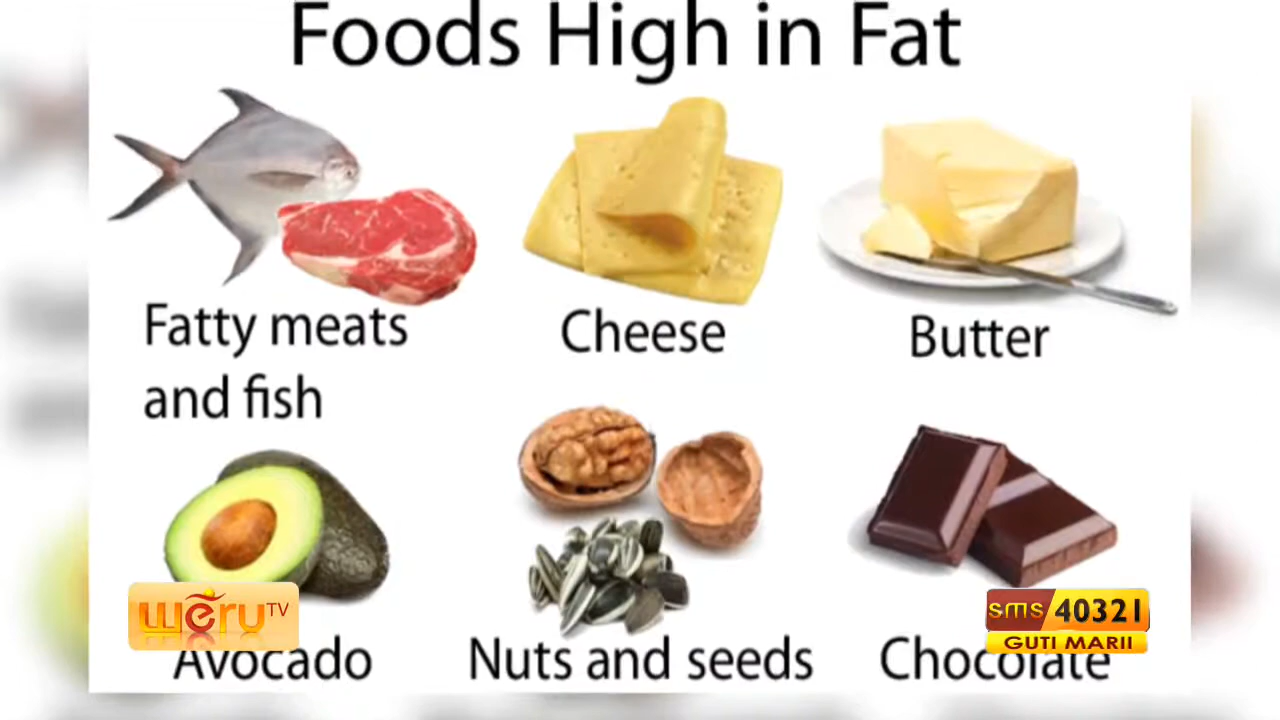 Foods High in Fat
Fatty meats
and fish
Cheese
Butter
Avocado
Nuts and seeds
Chocolate
weru TV
sms 40321
GUTI MARII